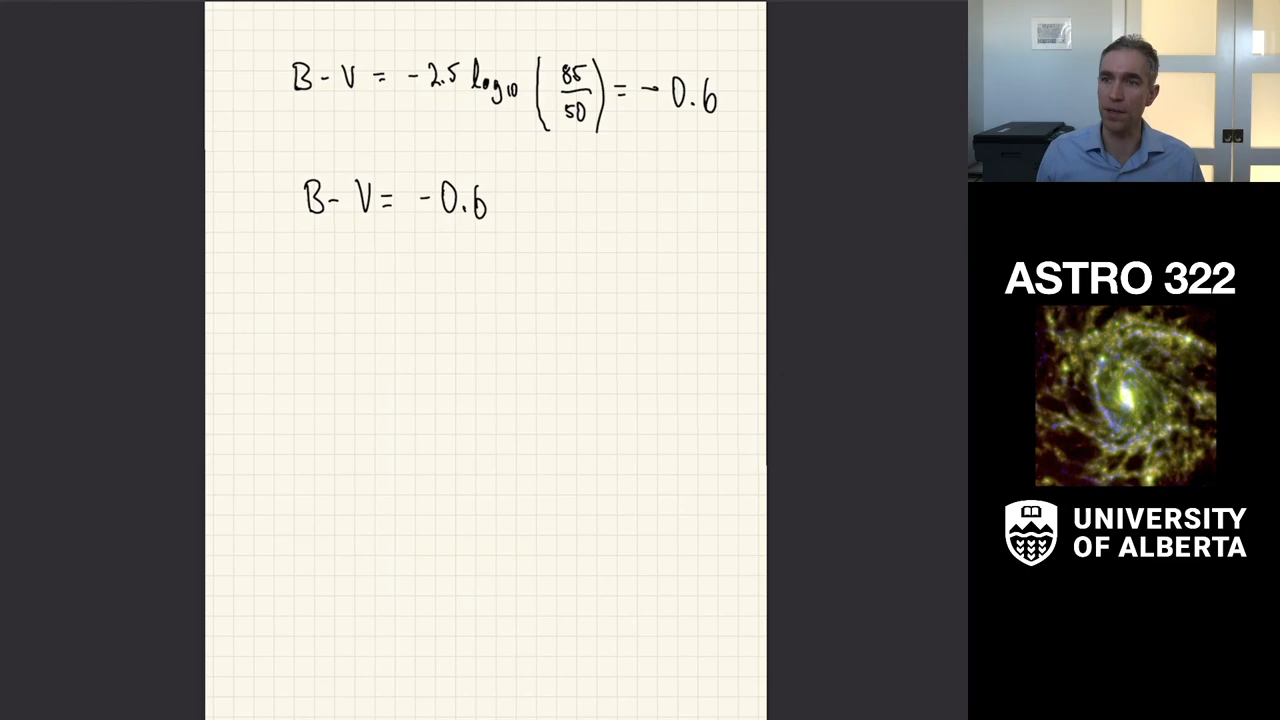 B - V = -2.5 log10 (85/50) = -0.6
B - V = -0.6
ASTRO 322
UNIVERSITY
OF ALBERTA